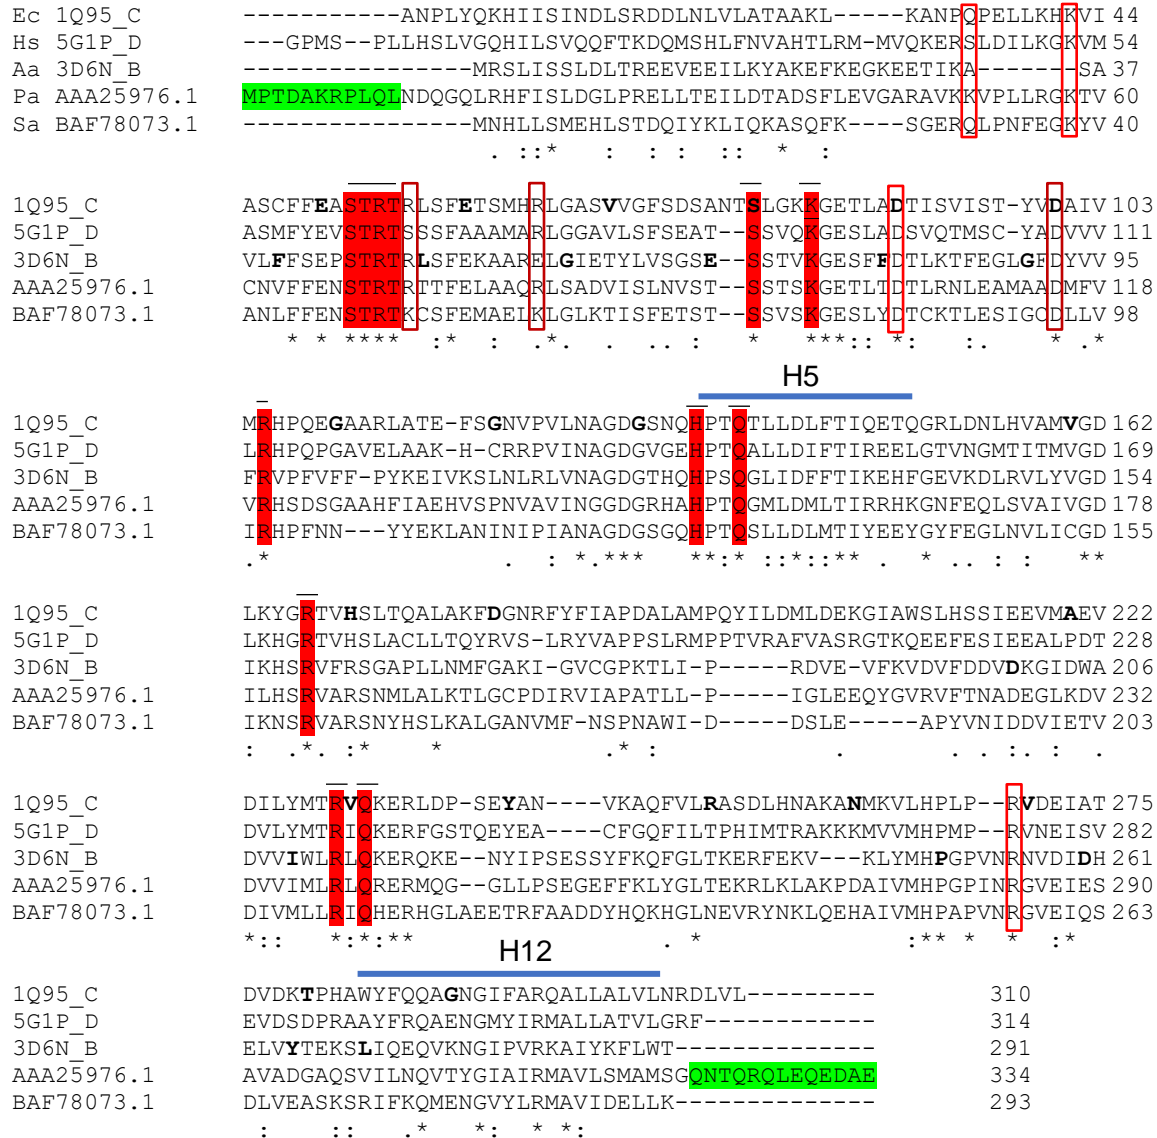 Ec 1Q95_C -----------ANPLYQKHIISINDLSRDDLNLVLATAAKL-----KANPQPELLKHKVI 44
Hs 5G1P_D ---GPMS--PLLHSLVGQHILSVQQFTKDQMSHLFNVAHTLRM-MVQKERSLDILKGKVM 54
Aa 3D6N_B ----------------MRSLISSLDLTREEVEEILKYAKEFKEGKEETIKA-------SA 37
Pa AAA25976.1 MPTDAKRPLQLNDQGQLRHFISLDGLPRELLTEILDTADSFLEVGARAVKKVPLLRGKTV 60
Sa BAF78073.1 ----------------MNHLLSMEHLSTDQIYKLIQKASQFK----SGERQLPNFEGKYV 40
. ::* : : : :: * :
1Q95_C ASCFFEASTRTRLSFETSMHRLGASVVGFSDSANTSLGKKGETLADTISVIST-YVDAIV 103
5G1P_D ASMFYEVSTRTSSSFAAAMARLGGAVLSFSEAT--SSVQKGESLADSVQTMSC-YADVVV 111
3D6N_B VLFFSEPSTRTRLSFEKAARELGIETYLVSGSE--SSTVKGESFFDTLKTFEGLGFDYVV 95
AAA25976.1 CNVFFENSTRTRTTFELAAQRLSADVISLNVST--SSTSKGETLTDTLRNLEAMAADMFV 118
BAF78073.1 ANLFFENSTRTKCSFEMAELKLGLKTISFETST--SSVSKGESLYDTCKTLESIGCDLLV 98
* * **** :* : .*. . .. : * ***:: *: :. * .*
H5
1Q95_C MRHPQEGAARLATE-FSGNVPVLNAGDGSNQHPTQTLLDLFTIQETQGRLDNLHVAMVGD 162
5G1P_D LRHPQPGAVELAAK-H-CRRPVINAGDGVGEHPTQALLDIFTIREELGTVNGMTITMVGD 169
3D6N_B FRVPFVFF-PYKEIVKSLNLRLVNAGDGTHQHPSQGLIDFFTIKEHFGEVKDLRVLYVGD 154
AAA25976.1 VRHSDSGAAHFIAEHVSPNVAVINGGDGRHAHPTQGMLDMLTIRRHKGNFEQLSVAIVGD 178
BAF78073.1 IRHPFNN---YYEKLANINIPIANAGDGSGQHPTQSLLDLMTIYEEYGYFEGLNVLICGD 155
.* . : *.*** **:* ::*::** . * .. : : **
1Q95_C LKYGRTVHSLTQALAKFDGNRFYFIAPDALAMPQYILDMLDEKGIAWSLHSSIEEVMAEV 222
5G1P_D LKHGRTVHSLACLLTQYRVS-LRYVAPPSLRMPPTVRAFVASRGTKQEEFESIEEALPDT 228
3D6N_B IKHSRVFRSGAPLLNMFGAKI-GVCGPKTLI-P-----RDVE-VFKVDVFDDVDKGIDWA 206
AAA25976.1 ILHSRVARSNMLALKTLGCPDIRVIAPATLL-P-----IGLEEQYGVRVFTNADEGLKDV 232
BAF78073.1 IKNSRVARSNYHSLKALGANVMF-NSPNAWI-D-----DSLE-----APYVNIDDVIETV 203
: .*. :* * .* : . . .: : .
1Q95_C DILYMTRVQKERLDP-SEYAN----VKAQFVLRASDLHNAKANMKVLHPLP--RVDEIAT 275
5G1P_D DVLYMTRIQKERFGSTQEYEA----CFGQFILTPHIMTRAKKKMVVMHPMP--RVNEISV 282
3D6N_B DVVIWLRLQKERQKE--NYIPSESSYFKQFGLTKERFEKV---KLYMHPGPVNRNVDIDH 261
AAA25976.1 DVVIMLRLQRERMQG--GLLPSEGEFFKLYGLTEKRLKLAKPDAIVMHPGPINRGVEIES 290
BAF78073.1 DIVMLLRIQHERHGLAEETRFAADDYHQKHGLNEVRYNKLQEHAIVMHPAPVNRGVEIQS 263
*:: *:*:** . * :** * * :*
H12
1Q95_C DVDKTPHAWYFQQAGNGIFARQALLALVLNRDLVL--------- 310
5G1P_D EVDSDPRAAYFRQAENGMYIRMALLATVLGRF------------ 314
3D6N_B ELVYTEKSLIQEQVKNGIPVRKAIYKFLWT-------------- 291
AAA25976.1 AVADGAQSVILNQVTYGIAIRMAVLSMAMSGQNTQRQLEQEDAE 334
BAF78073.1 DLVEASKSRIFKQMENGVYLRMAVIDELLK-------------- 293
: :: .* *: * *: